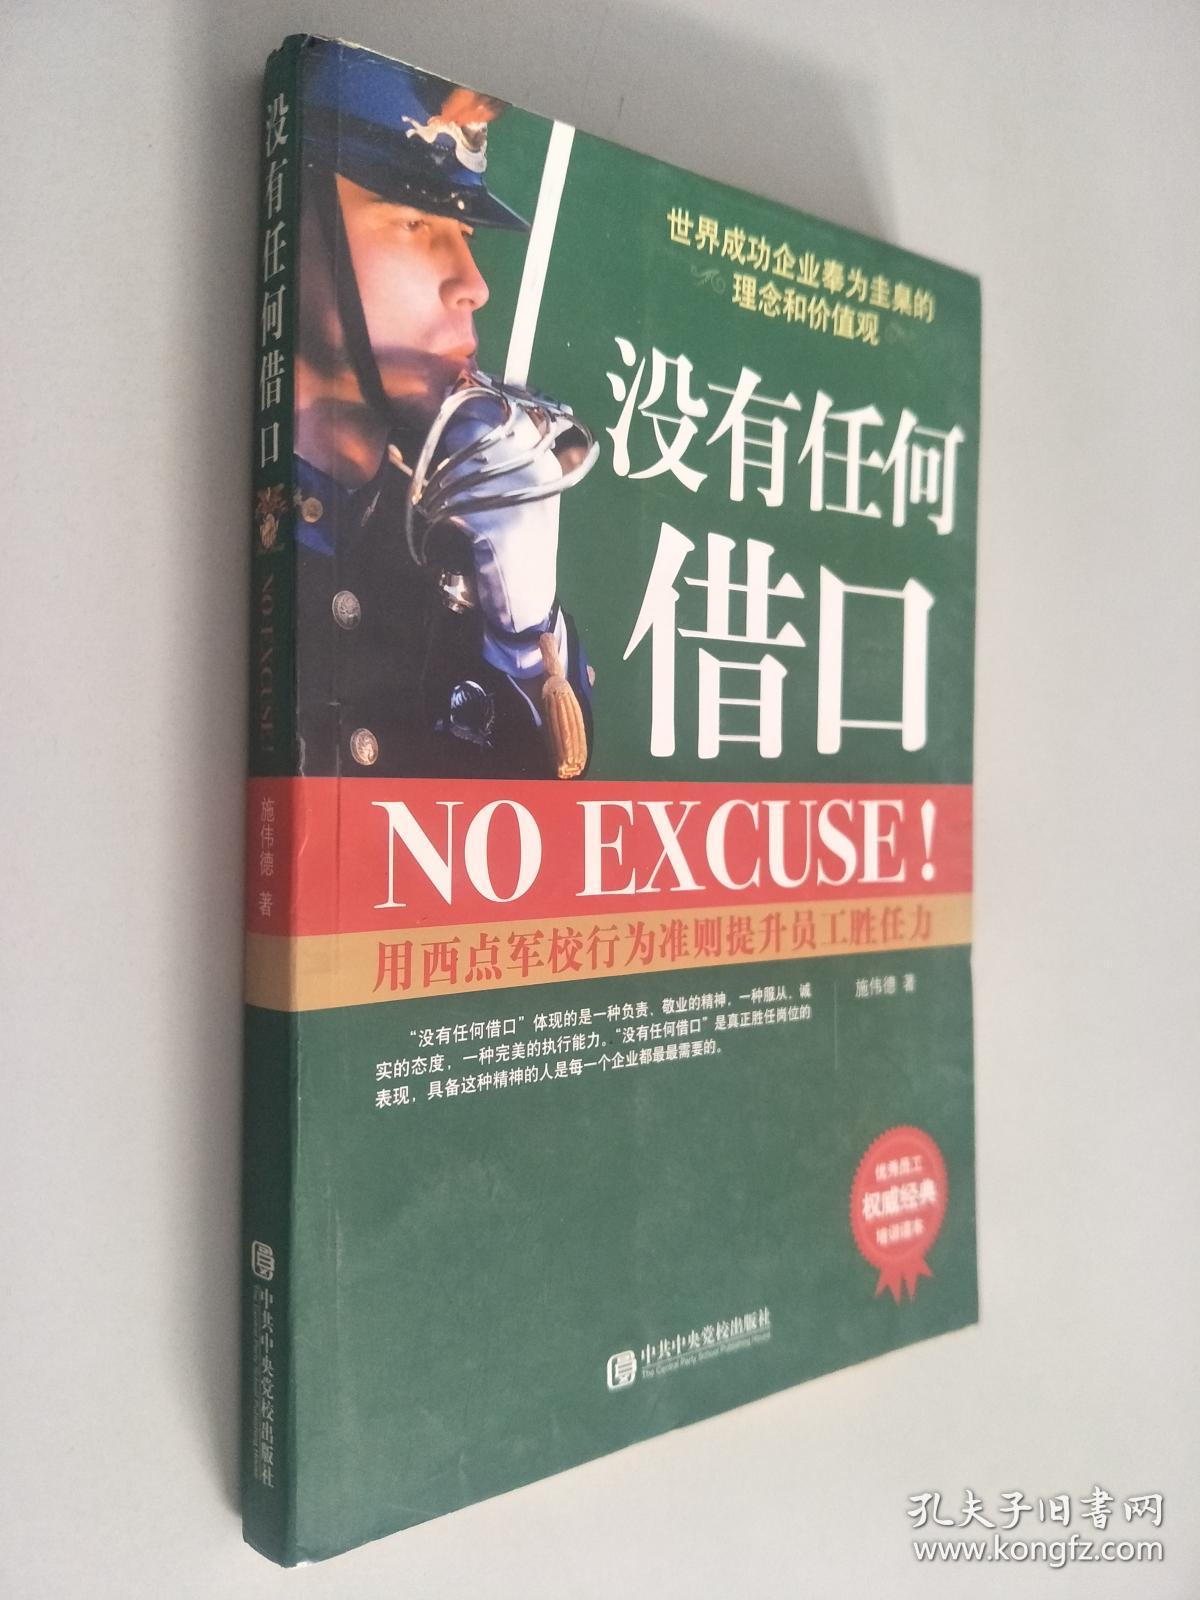 没有任何借口
NO EXCUSE!
施伟德 著
中共中央党校出版社
世界成功企业奉为圭臬的
理念和价值观
没有任何
借口
NO EXCUSE!
用西点军校行为准则提升员工胜任力
施伟德 著
“没有任何借口”体现的是一种负责、敬业的精神，一种服从、诚
实的态度，一种完美的执行能力。“没有任何借口”是真正胜任岗位的
表现，具备这种精神的人是每一个企业都最最需要的。
优秀员工
权威经典
培训读本
中共中央党校出版社
The Central Party School Publishing House
孔夫子旧书网
www.kongfz.com